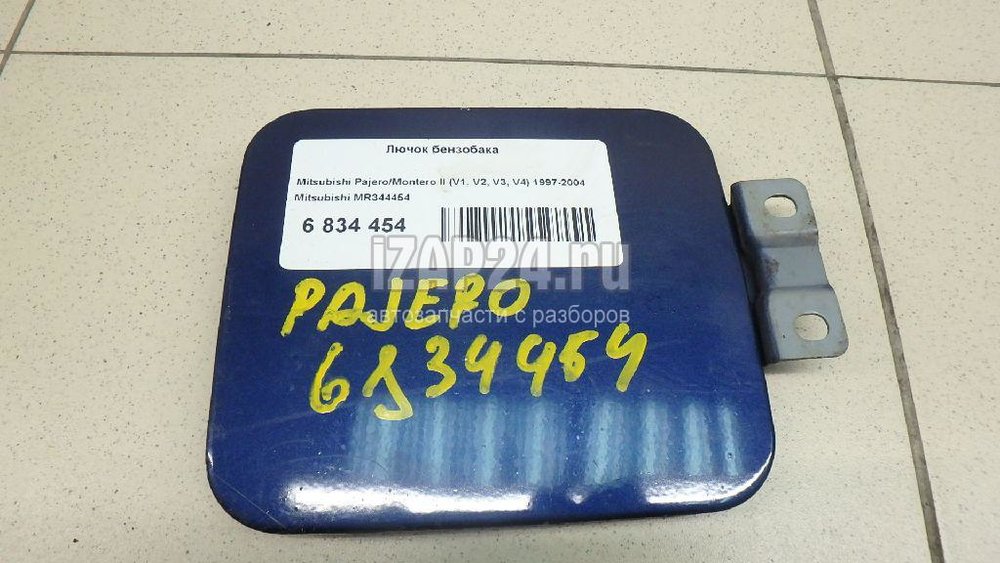 Лючок бензобака
Mitsubishi Pajero/Montero II (V1, V2, V3, V4) 1997-2004
Mitsubishi MR344454
6 834 454
iZAP24.ru
автозапчасти с разборов
PAJERO
6834454